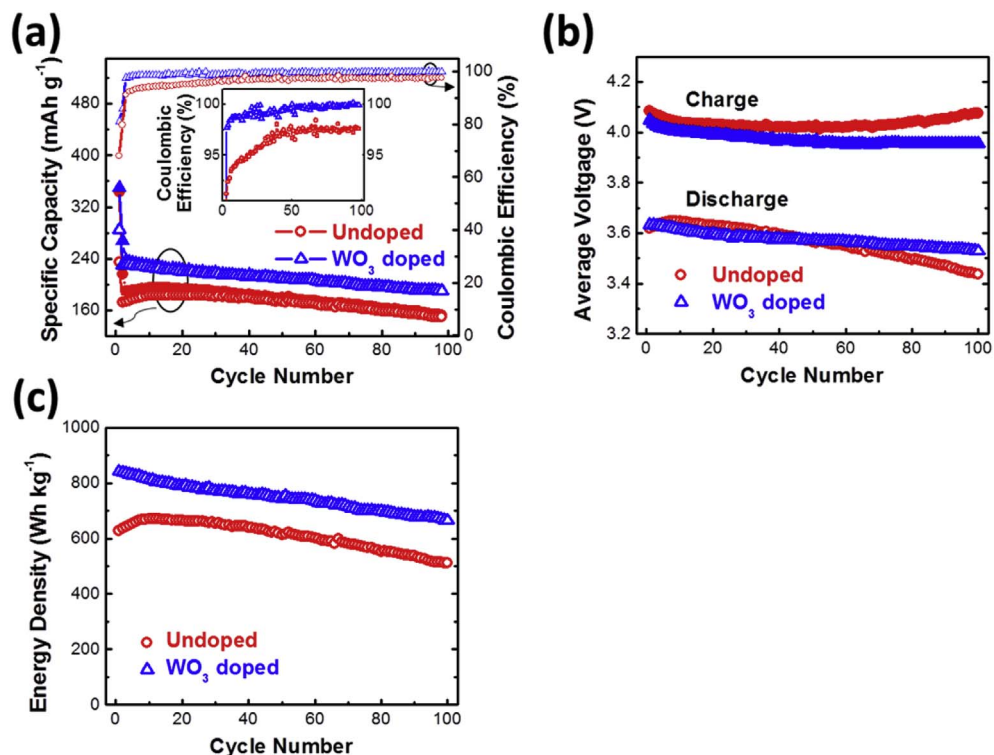 (a)
Specific Capacity (mAh g⁻¹)
480
400
320
240
160
0 20 40 60 80 100
Cycle Number
100
80
60
40
20
0
Coulombic Efficiency (%)
Coulombic
Efficiency (%)
100
95
100
95
0 50 100
Undoped
WO₃ doped
(b)
Average Voltgage (V)
4.2
4.0
3.8
3.6
3.4
3.2
Charge
Discharge
Undoped
WO₃ doped
0 20 40 60 80 100
Cycle Number
(c)
Energy Density (Wh kg⁻¹)
1000
800
600
400
200
0
Undoped
WO₃ doped
0 20 40 60 80 100
Cycle Number